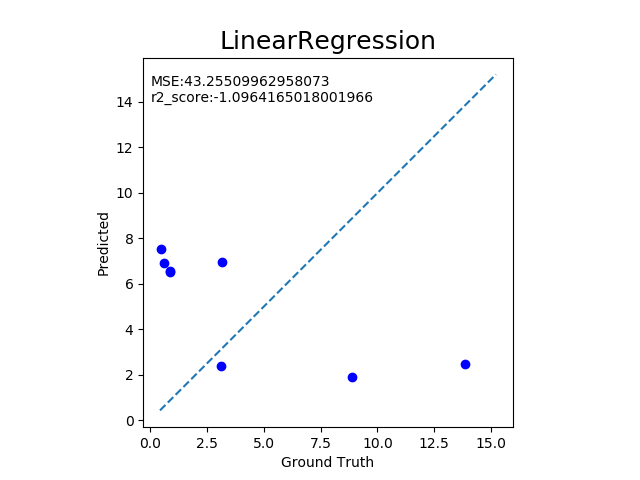 LinearRegression
MSE:43.25509962958073
r2_score:-1.0964165018001966
14
12
10
8
6
4
2
0
Predicted
0.0 2.5 5.0 7.5 10.0 12.5 15.0
Ground Truth